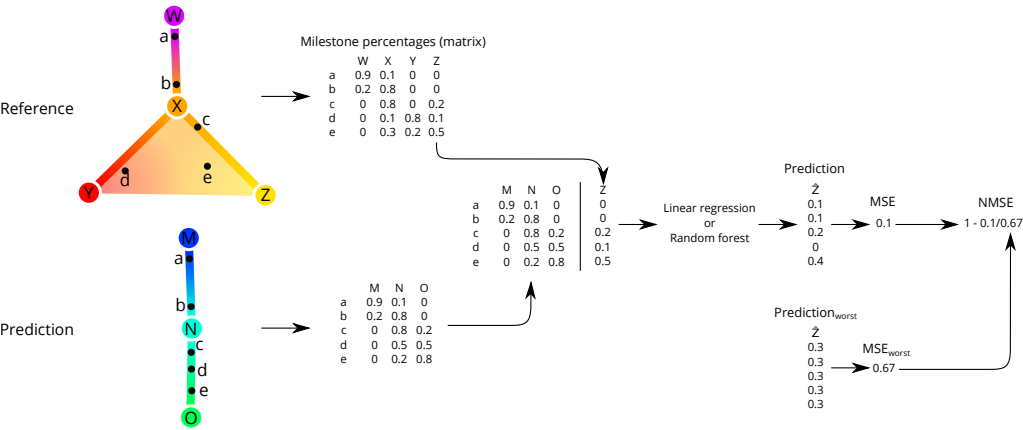 Reference
W
a
b
X
c
d
e
Y
Z
Milestone percentages (matrix)
W X Y Z
a 0.9 0.1 0 0
b 0.2 0.8 0 0
c 0 0.8 0 0.2
d 0 0.1 0.8 0.1
e 0 0.3 0.2 0.5
Prediction
M
a
b
N
c
d
e
O
M N O
a 0.9 0.1 0
b 0.2 0.8 0
c 0 0.8 0.2
d 0 0.5 0.5
e 0 0.2 0.8
M N O Z
a 0.9 0.1 0 0
b 0.2 0.8 0 0
c 0 0.8 0.2 0.2
d 0 0.5 0.5 0.1
e 0 0.2 0.8 0.5
Linear regression
or
Random forest
Prediction
Ẑ
0.1
0.1
0.2
0
0.4
MSE
0.1
NMSE
1 - 0.1/0.67
Predictionworst
Ẑ
0.3
0.3
0.3
0.3
0.3
MSEworst
0.67